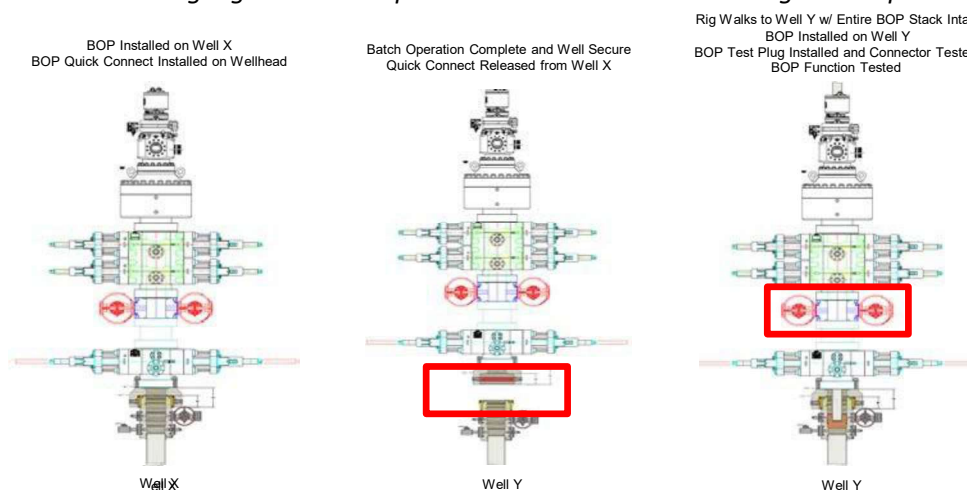 BOP Installed on Well X
BOP Quick Connect Installed on Wellhead
Batch Operation Complete and Well Secure
Quick Connect Released from Well X
Rig Walks to Well Y w/ Entire BOP Stack Inta
BOP Installed on Well Y
BOP Test Plug Installed and Connector Teste
BOP Function Tested
Well X
Well Y
Well Y